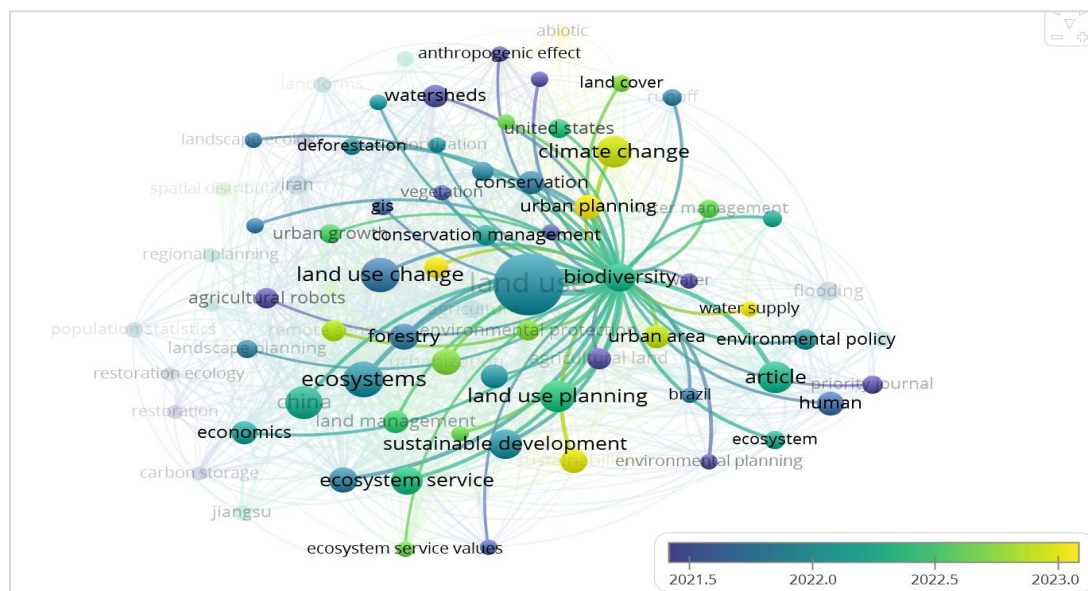 abiotic
anthropogenic effect
land cover
landforms
watersheds
runoff
united states
landscape ecology
deforestation
climate change
conservation
spatial distribution
iran
vegetation
gis
urban planning
water management
urban growth
conservation management
regional planning
land use change
land use
biodiversity
water
flooding
agricultural robots
water supply
population statistics
remote
forestry
environmental protection
urban area
environmental policy
landscape planning
agricultural land
restoration ecology
ecosystems
article
priority journal
china
land use planning
brazil
human
restoration
land management
economics
sustainable development
ecosystem
carbon storage
environmental planning
ecosystem service
jiangsu
ecosystem service values
2021.5 2022.0 2022.5 2023.0